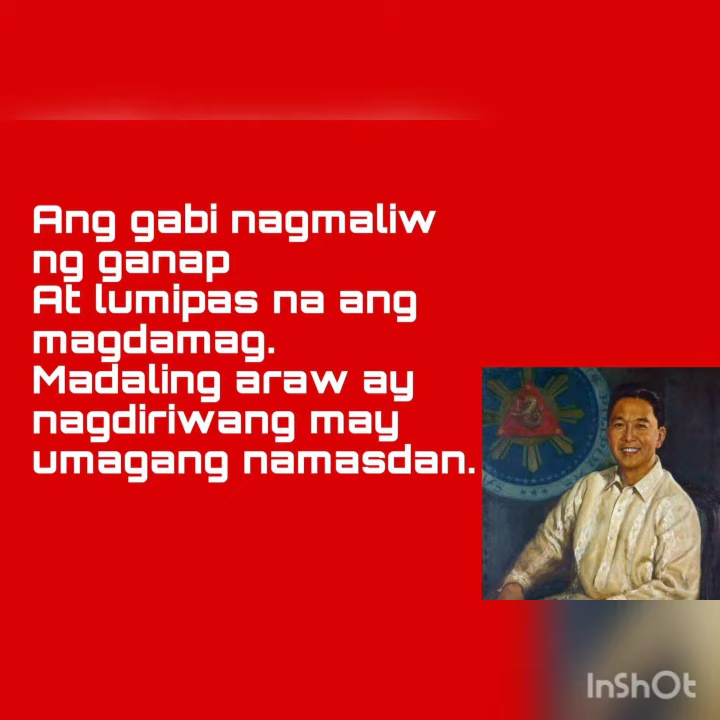 Ang gabi nagmaliw
ng ganap
At lumipas na ang
magdamag.
Madaling araw ay
nagdiriwang may
umagang namasdan.
InShOt